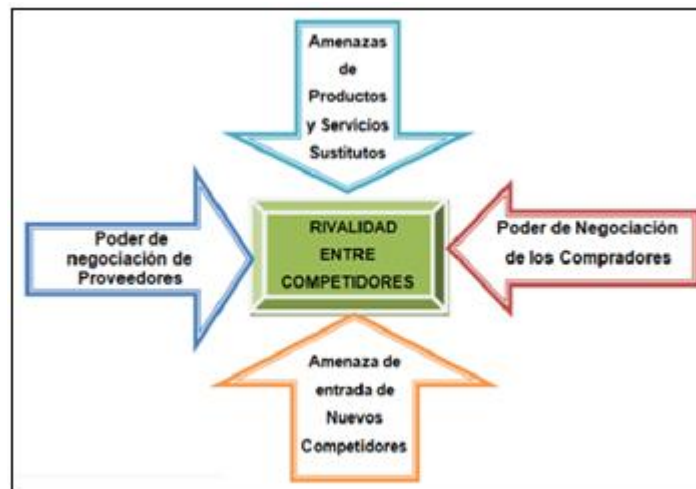 Amenazas
de
Productos
y Servicios
Sustitutos
Poder de
negociación de
Proveedores
RIVALIDAD
ENTRE
COMPETIDORES
Poder de Negociación
de los Compradores
Amenaza de
entrada de
Nuevos
Competidores